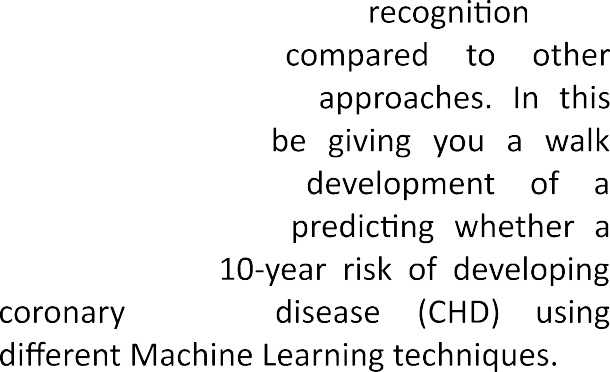 recognition
compared to other
approaches. In this
be giving you a walk
development of a
predicting whether a
10-year risk of developing
coronary disease (CHD) using
different Machine Learning techniques.